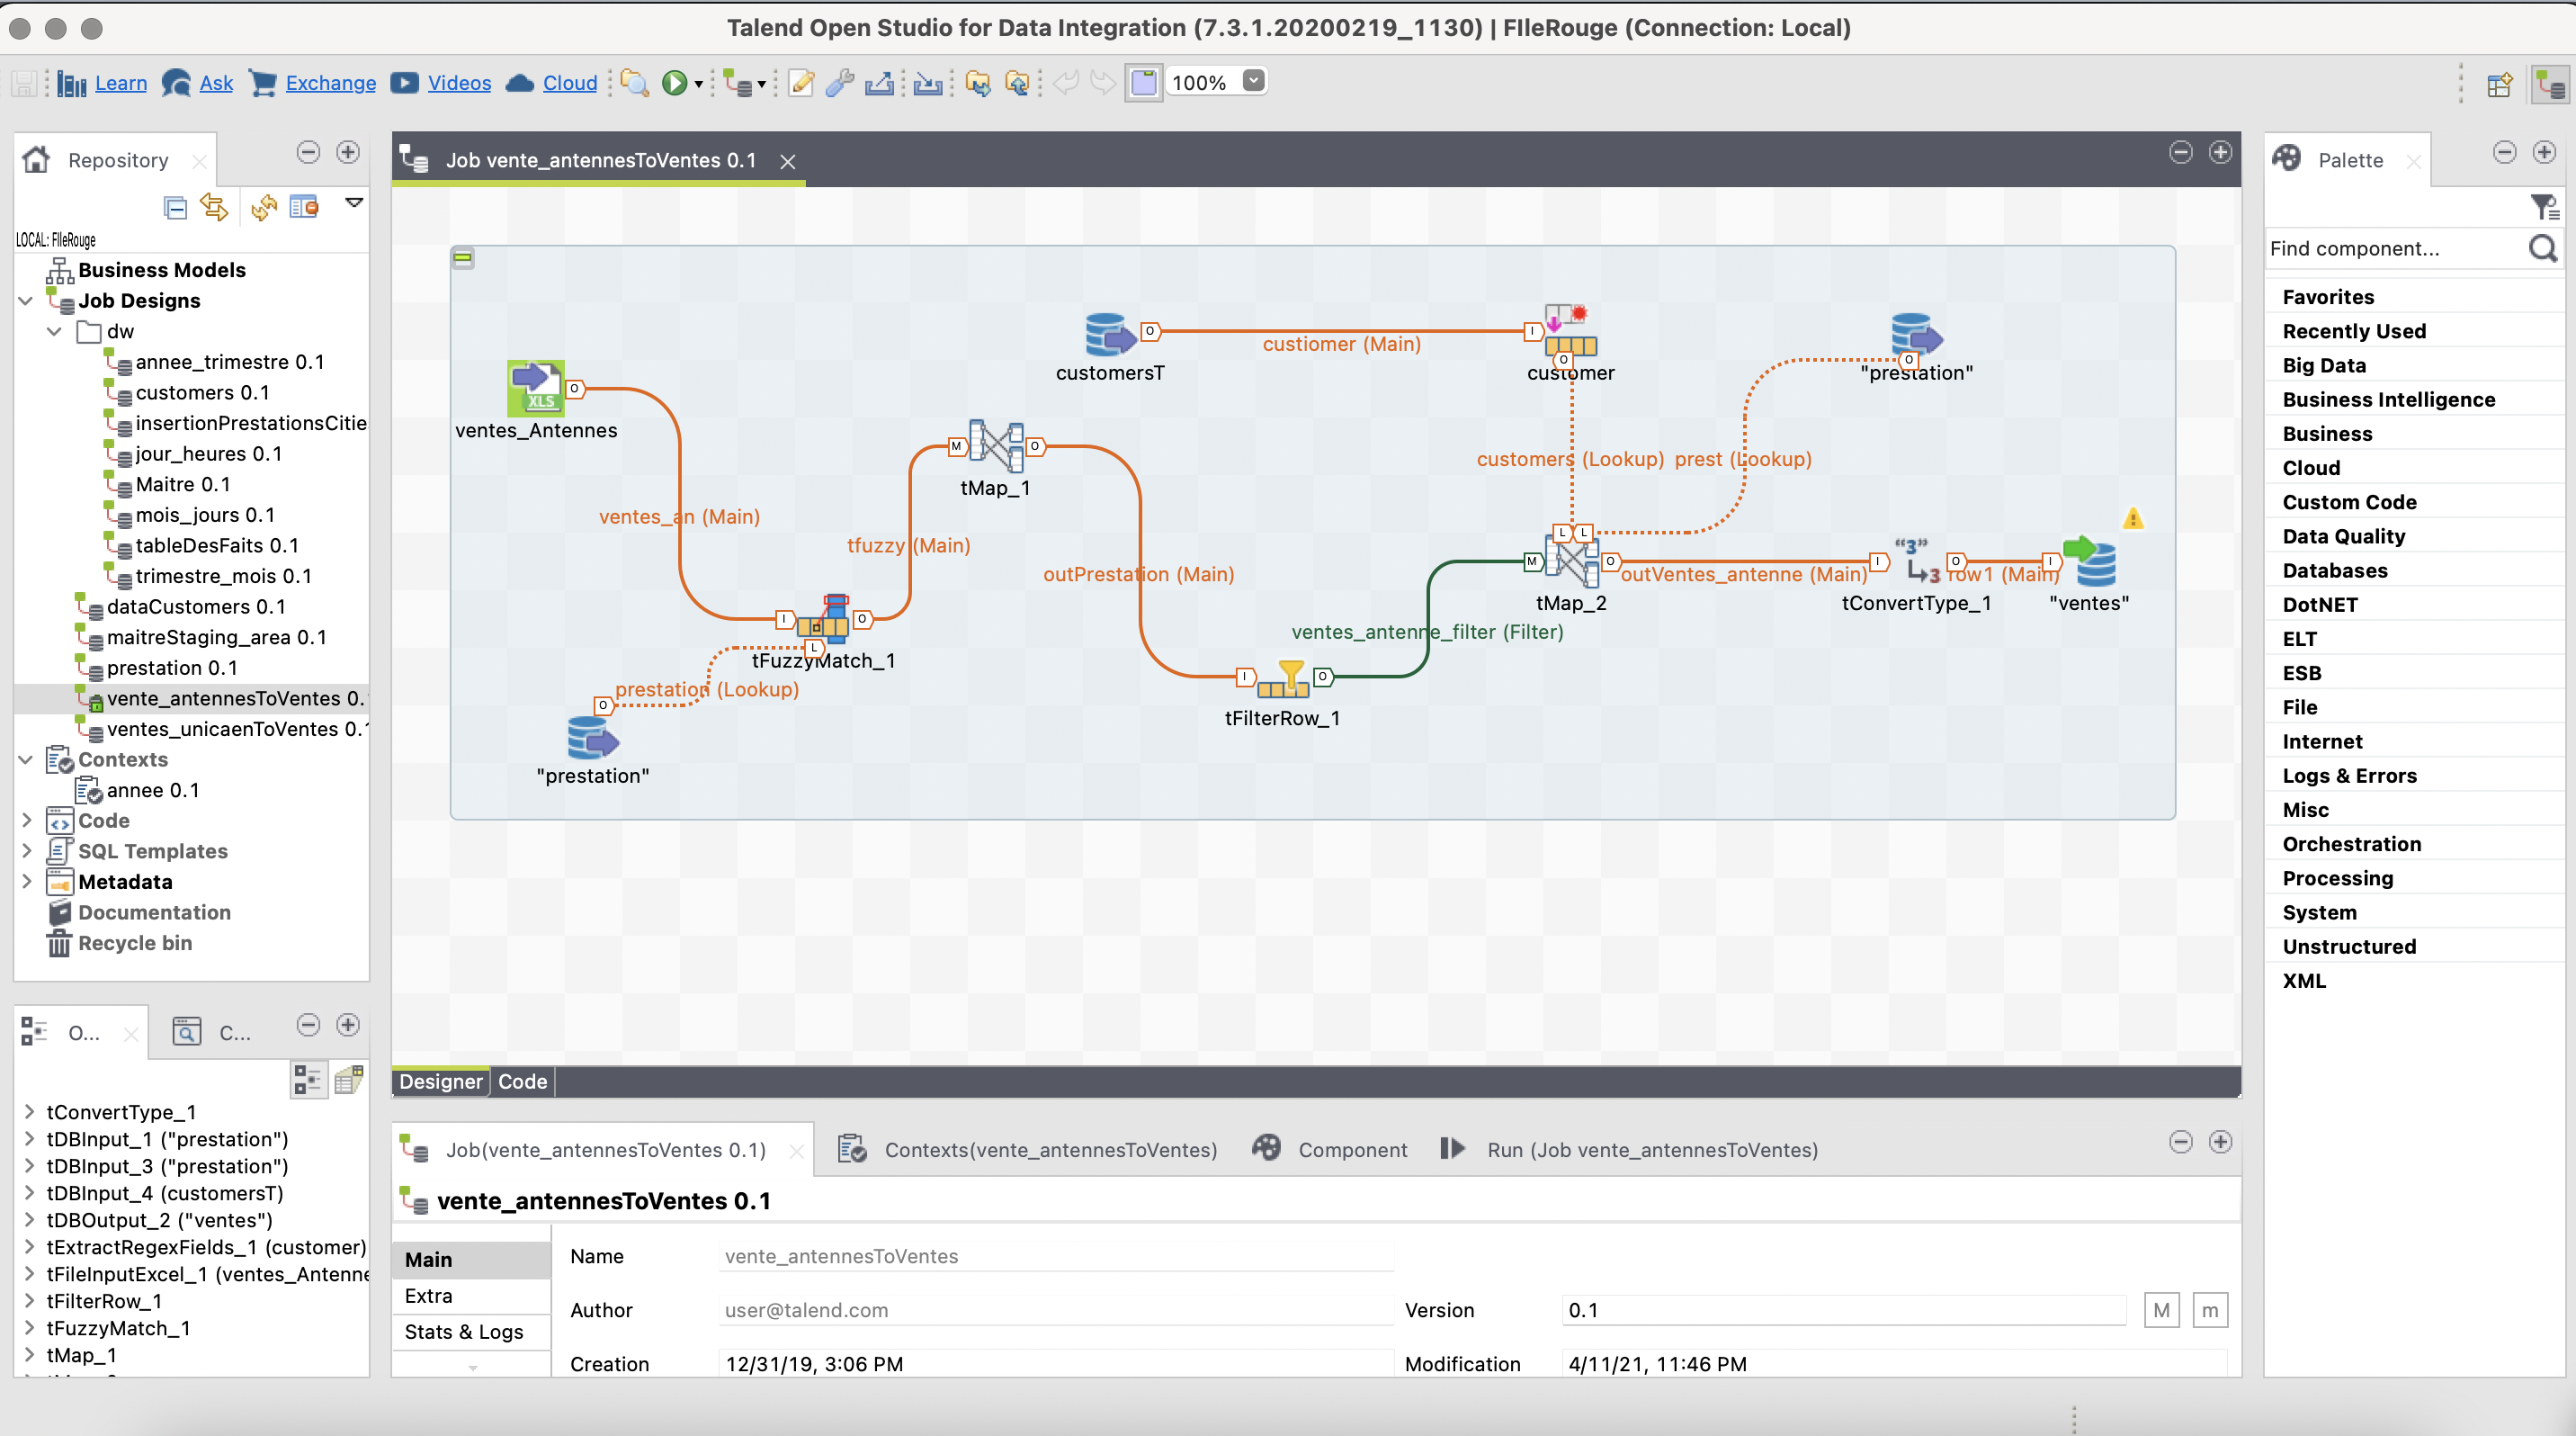 Talend Open Studio for Data Integration (7.3.1.20200219_1130) | FIleRouge (Connection: Local)
Learn Ask Exchange Videos Cloud 100%
Repository
LOCAL: FIleRouge
Business Models
Job Designs
dw
annee_trimestre 0.1
customers 0.1
insertionPrestationsCitie
jour_heures 0.1
Maitre 0.1
mois_jours 0.1
tableDesFaits 0.1
trimestre_mois 0.1
dataCustomers 0.1
maitreStaging_area 0.1
prestation 0.1
vente_antennesToVentes 0.
ventes_unicaenToVentes 0.1
Contexts
annee 0.1
Code
SQL Templates
Metadata
Documentation
Recycle bin
O... C...
tConvertType_1
tDBInput_1 ("prestation")
tDBInput_3 ("prestation")
tDBInput_4 (customersT)
tDBOutput_2 ("ventes")
tExtractRegexFields_1 (customer)
tFileInputExcel_1 (ventes_Antenne
tFilterRow_1
tFuzzyMatch_1
tMap_1
Job vente_antennesToVentes 0.1
O custiomer (Main) I
customersT
customer
O
"prestation"
O
XLS
O
ventes_Antennes
M O
tMap_1
customers (Lookup) prest (Lookup)
ventes_an (Main)
tfuzzy (Main)
outPrestation (Main)
L L
M O outVentes_antenne (Main) I
"3"
3
O row1 (Main) I
tMap_2
tConvertType_1
"ventes"
I O
L
tFuzzyMatch_1
ventes_antenne_filter (Filter)
prestation (Lookup)
O
"prestation"
I O
tFilterRow_1
Designer Code
Job(vente_antennesToVentes 0.1) Contexts(vente_antennesToVentes) Component Run (Job vente_antennesToVentes)
vente_antennesToVentes 0.1
Main
Extra
Stats & Logs
Name vente_antennesToVentes
Author user@talend.com Version 0.1 M m
Creation 12/31/19, 3:06 PM Modification 4/11/21, 11:46 PM
Palette
Find component...
Favorites
Recently Used
Big Data
Business Intelligence
Business
Cloud
Custom Code
Data Quality
Databases
DotNET
ELT
ESB
File
Internet
Logs & Errors
Misc
Orchestration
Processing
System
Unstructured
XML